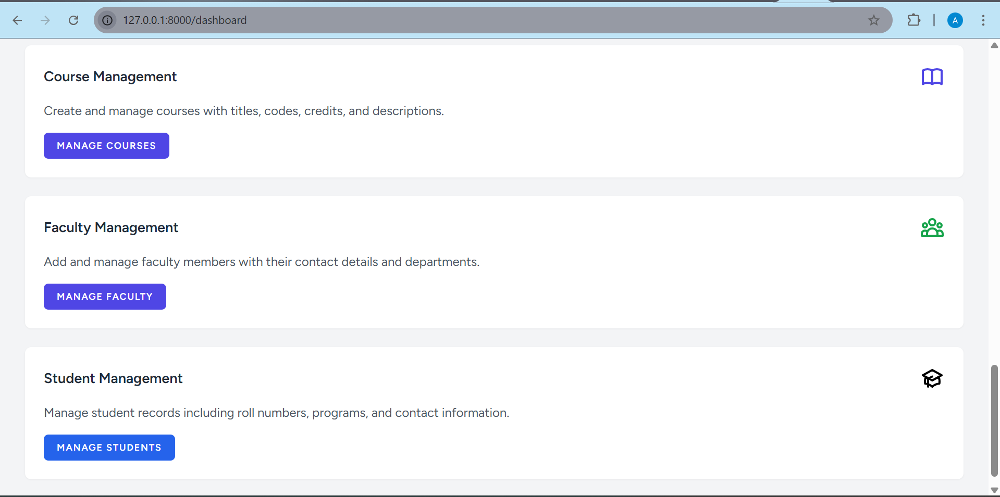 127.0.0.1:8000/dashboard
A
Course Management
Create and manage courses with titles, codes, credits, and descriptions.
MANAGE COURSES
Faculty Management
Add and manage faculty members with their contact details and departments.
MANAGE FACULTY
Student Management
Manage student records including roll numbers, programs, and contact information.
MANAGE STUDENTS